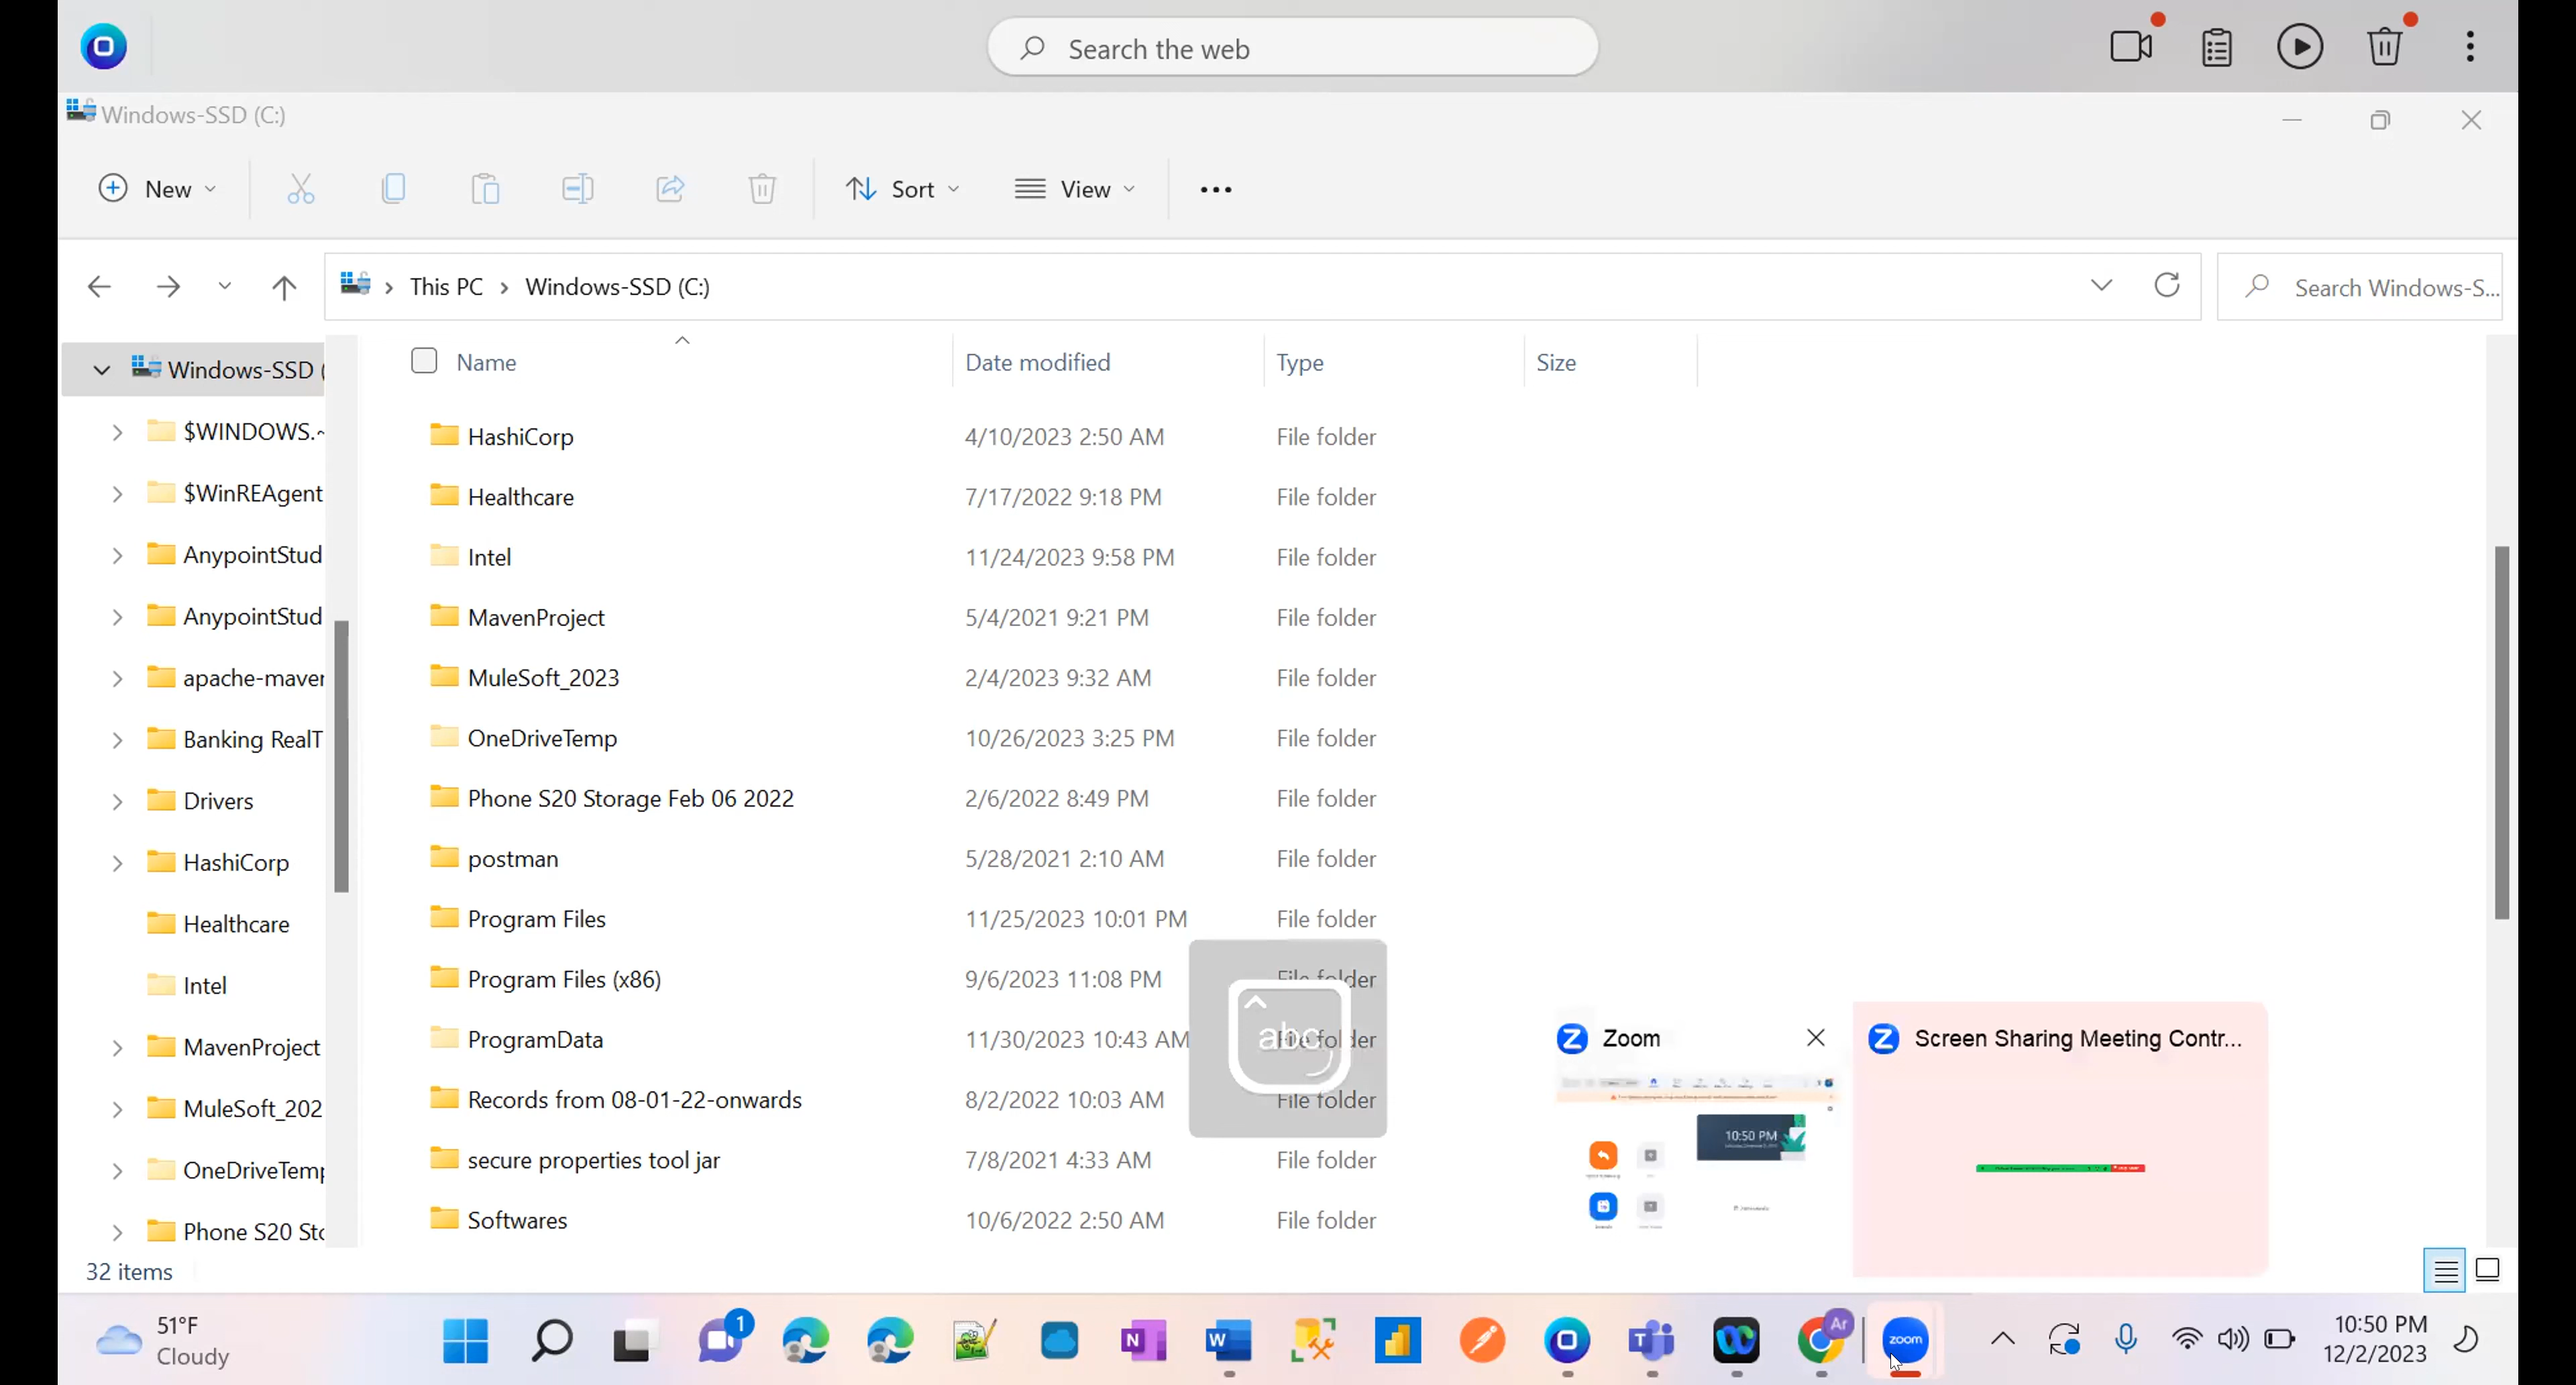 Search the web
Windows-SSD (C:)
New
Sort
View
This PC > Windows-SSD (C:)
Search Windows-S...
Name
Date modified
Type
Size
Windows-SSD (
$WINDOWS.~
$WinREAgent
AnypointStud
AnypointStud
apache-maver
Banking RealT
Drivers
HashiCorp
Healthcare
Intel
MavenProject
MuleSoft_202
OneDriveTemp
Phone S20 Sto
HashiCorp 4/10/2023 2:50 AM File folder
Healthcare 7/17/2022 9:18 PM File folder
Intel 11/24/2023 9:58 PM File folder
MavenProject 5/4/2021 9:21 PM File folder
MuleSoft_2023 2/4/2023 9:32 AM File folder
OneDriveTemp 10/26/2023 3:25 PM File folder
Phone S20 Storage Feb 06 2022 2/6/2022 8:49 PM File folder
postman 5/28/2021 2:10 AM File folder
Program Files 11/25/2023 10:01 PM File folder
Program Files (x86) 9/6/2023 11:08 PM File folder
ProgramData 11/30/2023 10:43 AM File folder
Records from 08-01-22-onwards 8/2/2022 10:03 AM File folder
secure properties tool jar 7/8/2021 4:33 AM File folder
Softwares 10/6/2022 2:50 AM File folder
abc
Zoom
10:50 PM
Screen Sharing Meeting Contr...
32 items
51°F
Cloudy
1
N
W
T
Ar
zoom
10:50 PM
12/2/2023